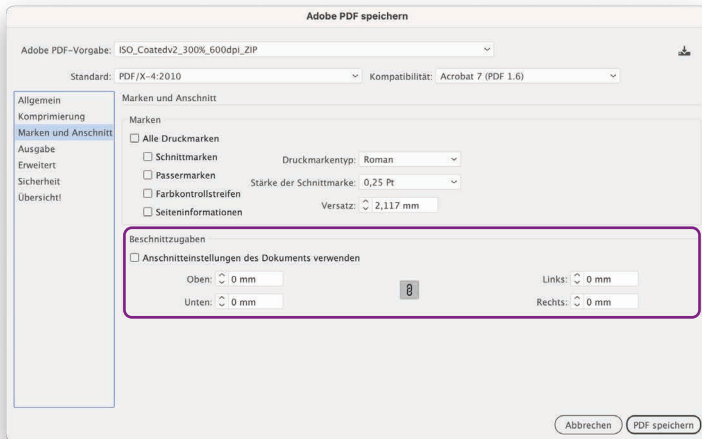 Adobe PDF speichern
Adobe PDF-Vorgabe: ISO_Coatedv2_300%_600dpi_ZIP
Standard: PDF/X-4:2010 Kompatibilität: Acrobat 7 (PDF 1.6)
Allgemein
Komprimierung
Marken und Anschnitt
Ausgabe
Erweitert
Sicherheit
Übersicht!
Marken und Anschnitt
Marken
Alle Druckmarken
Schnittmarken
Passermarken
Farbkontrollstreifen
Seiteninformationen
Druckmarkentyp: Roman
Stärke der Schnittmarke: 0,25 Pt
Versatz: 2,117 mm
Beschnittzugaben
Anschnitteinstellungen des Dokuments verwenden
Oben: 0 mm Links: 0 mm
Unten: 0 mm Rechts: 0 mm
Abbrechen PDF speichern